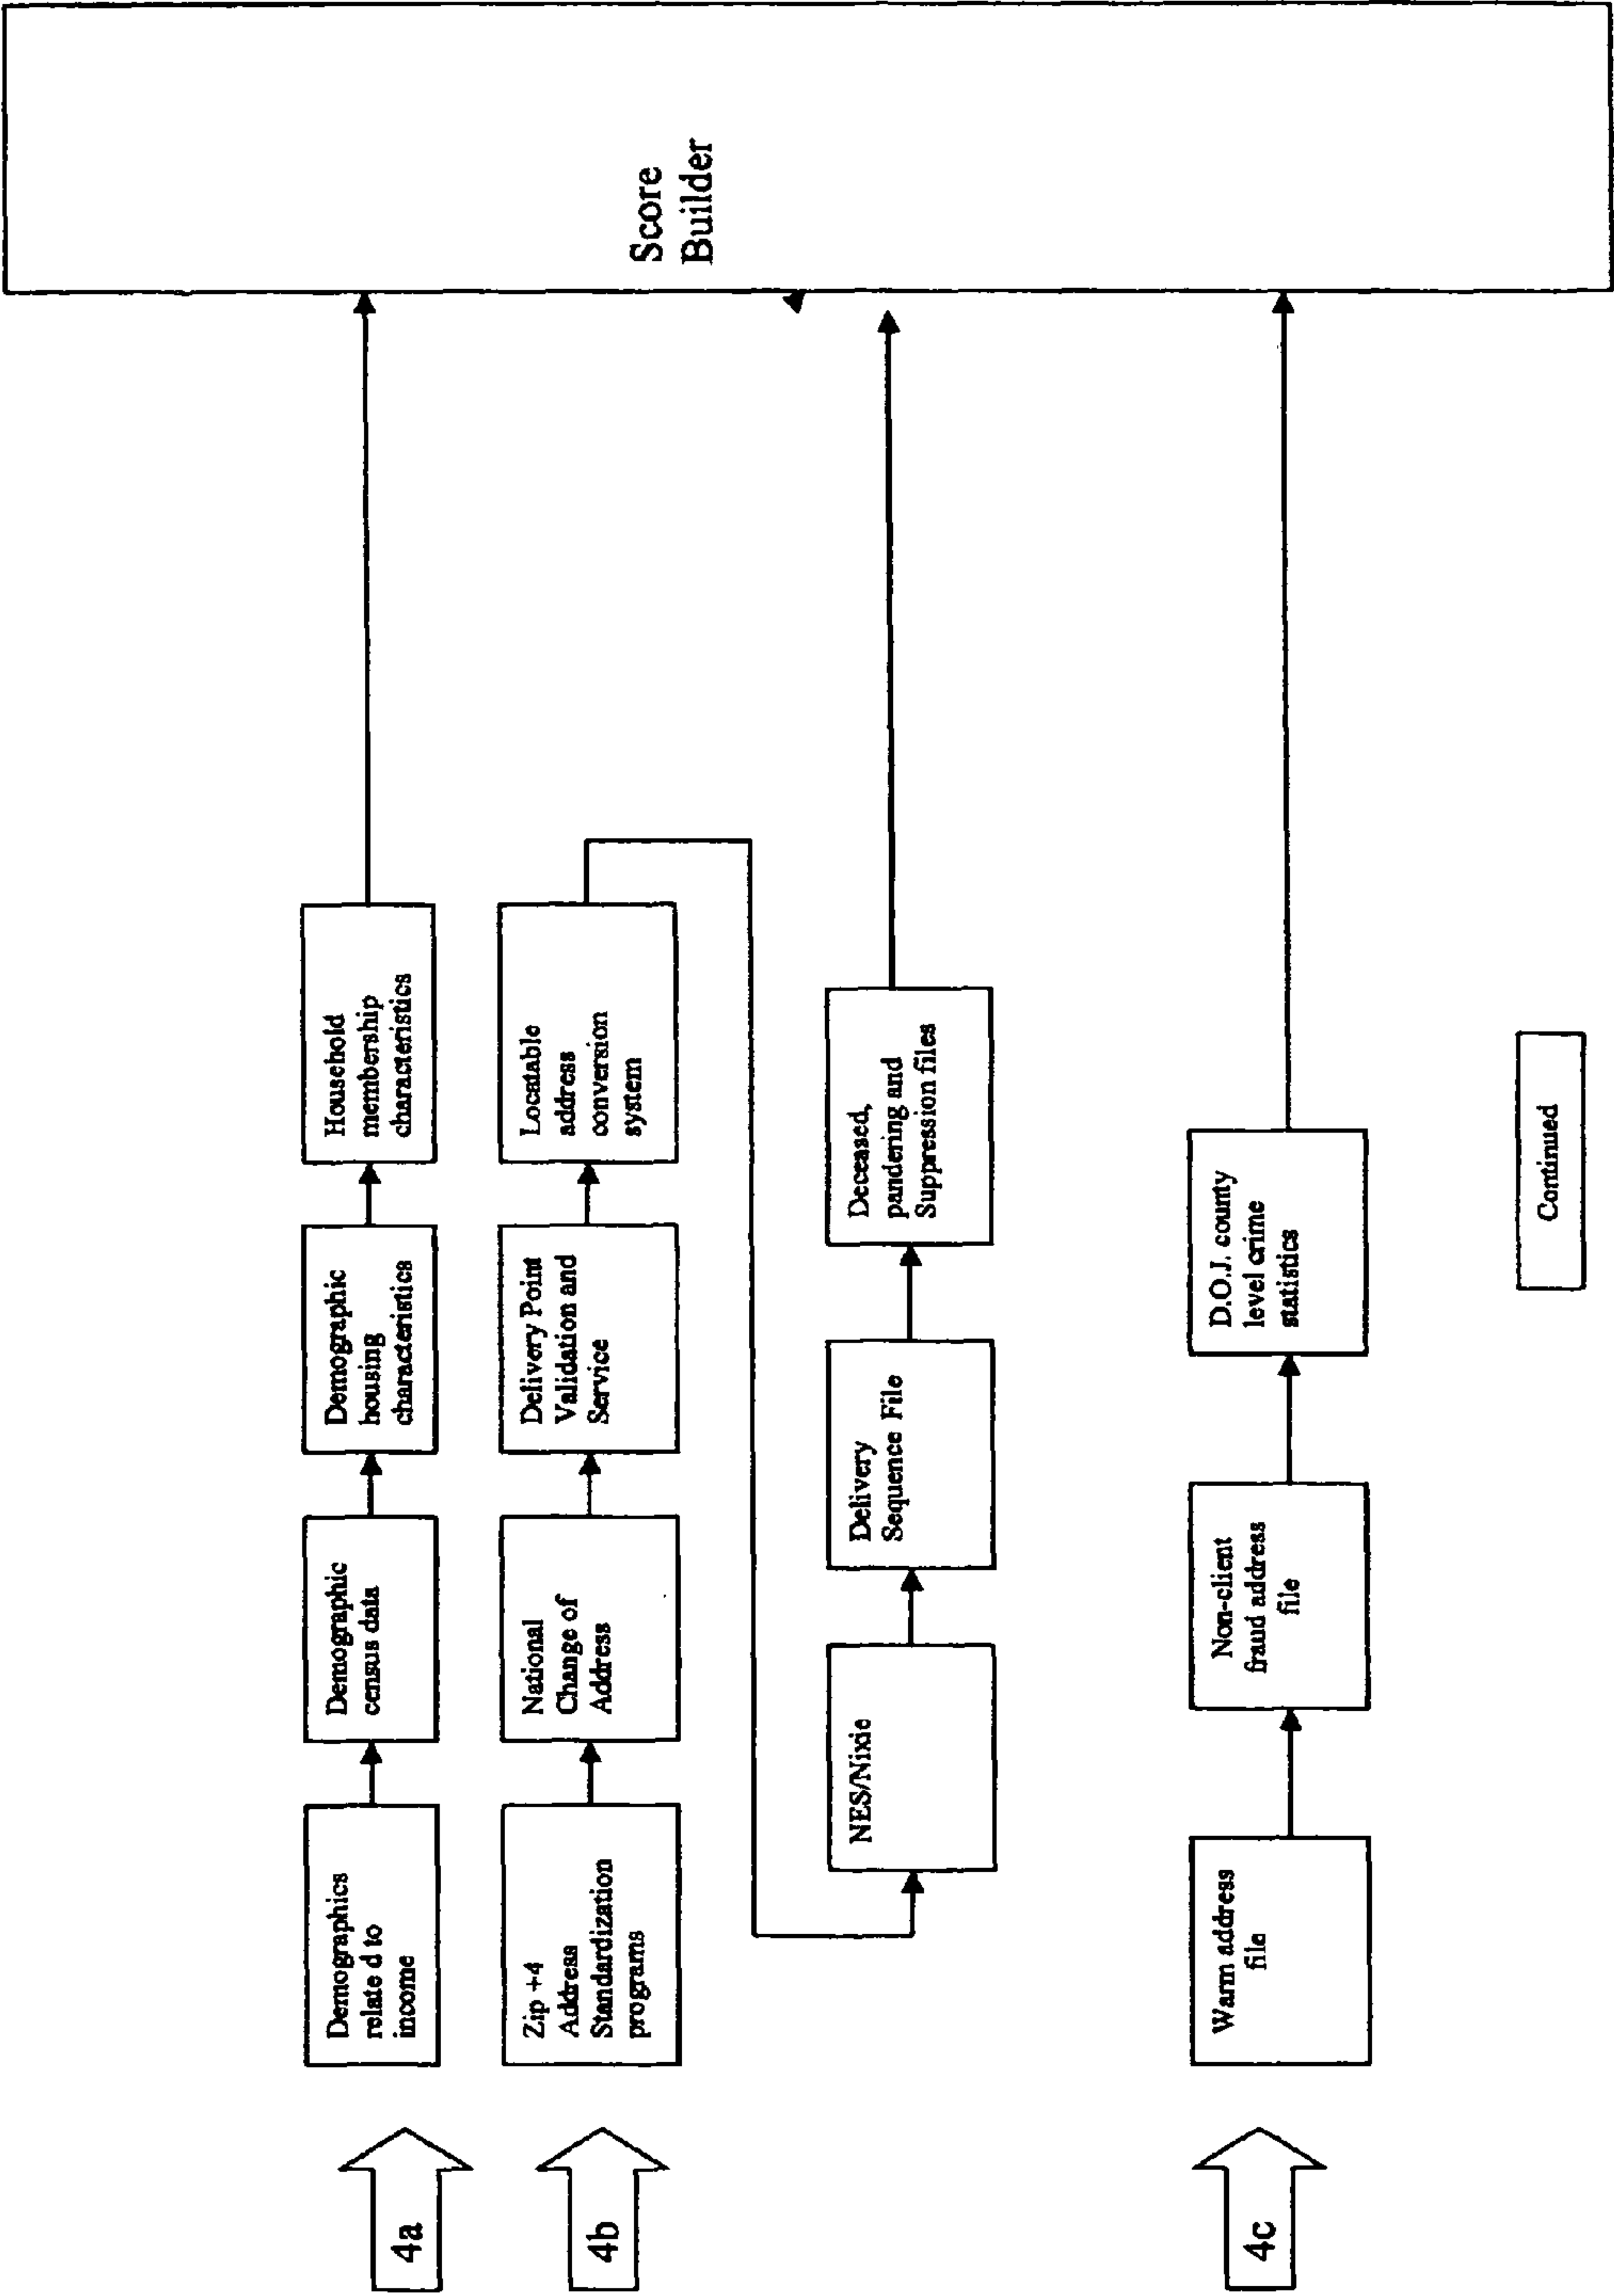 4a
Demographics
relate d to
income
Demographic
census data
Demographic
housing
characteristics
Household
membership
characteristics
4b
Zip +4
Address
Standardization
programs
National
Change of
Address
Delivery Point
Validation and
Service
Locatable
address
conversion
system
NES/Nixie
Delivery
Sequence File
Deceased,
pandering and
Suppression files
4c
Warm address
file
Non-client
fraud address
file
D.O.J. county
level crime
statistics
Score
Builder
Continued